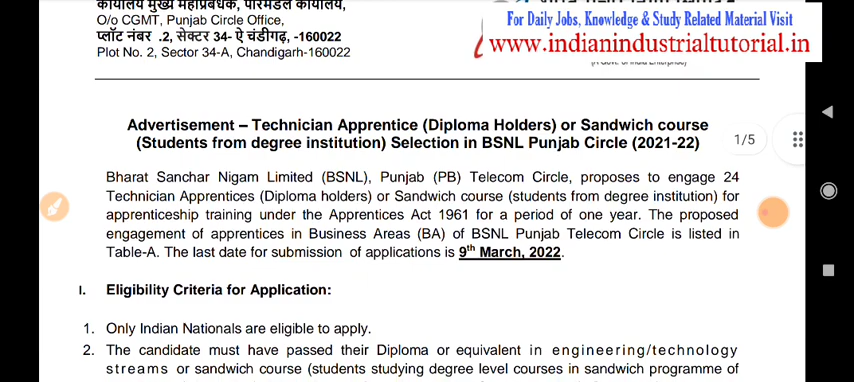 कार्यालय मुख्य महाप्रबंधक, परिमंडल कार्यालय,
O/o CGMT, Punjab Circle Office,
प्लॉट नंबर .2, सेक्टर 34- ऐ चंडीगढ़, -160022
Plot No. 2, Sector 34-A, Chandigarh-160022
For Daily Jobs, Knowledge & Study Related Material Visit
www.indianindustrialtutorial.in
(A Govt. of India Enterprise)
Advertisement – Technician Apprentice (Diploma Holders) or Sandwich course
(Students from degree institution) Selection in BSNL Punjab Circle (2021-22)
1/5
Bharat Sanchar Nigam Limited (BSNL), Punjab (PB) Telecom Circle, proposes to engage 24
Technician Apprentices (Diploma holders) or Sandwich course (students from degree institution) for
apprenticeship training under the Apprentices Act 1961 for a period of one year. The proposed
engagement of apprentices in Business Areas (BA) of BSNL Punjab Telecom Circle is listed in
Table-A. The last date for submission of applications is 9th March, 2022.
I. Eligibility Criteria for Application:
1. Only Indian Nationals are eligible to apply.
2. The candidate must have passed their Diploma or equivalent in engineering/technology
streams or sandwich course (students studying degree level courses in sandwich programme of